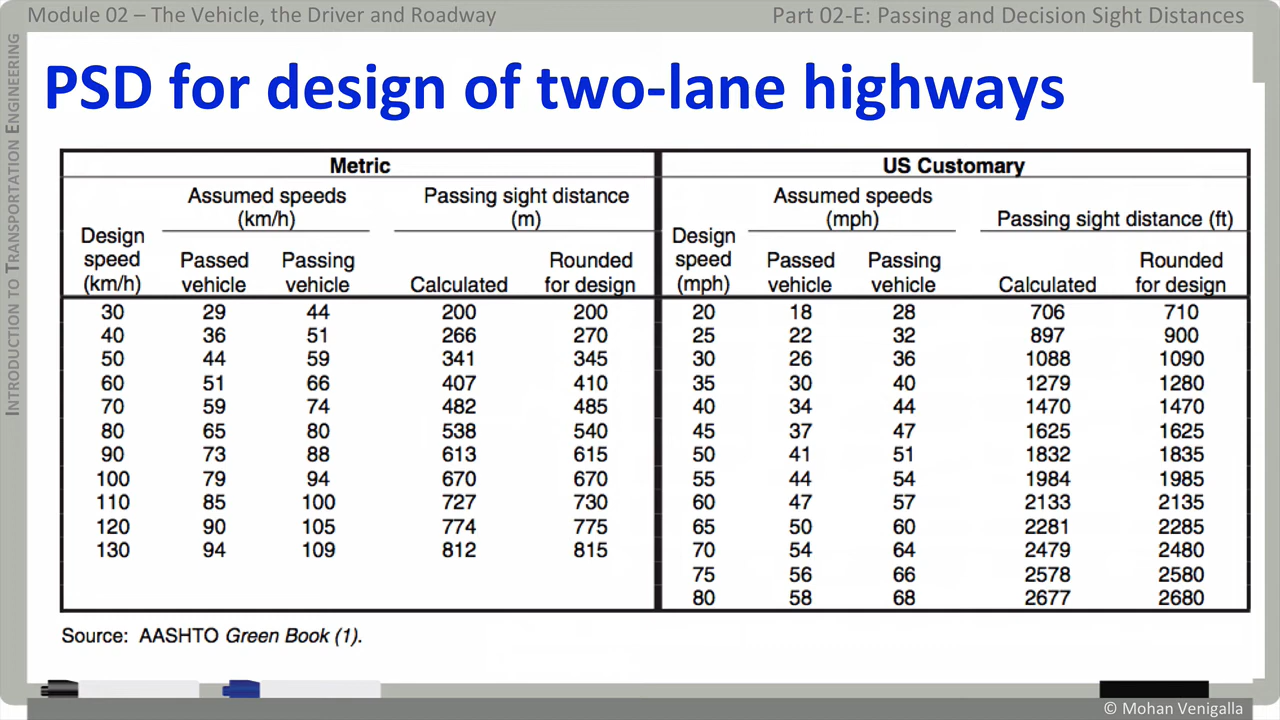 Module 02 – The Vehicle, the Driver and Roadway
Part 02-E: Passing and Decision Sight Distances
INTRODUCTION TO TRANSPORTATION ENGINEERING
PSD for design of two-lane highways
Metric
US Customary
Design speed (km/h)
Assumed speeds (km/h)
Passed vehicle
Passing vehicle
Passing sight distance (m)
Calculated
Rounded for design
Design speed (mph)
Assumed speeds (mph)
Passed vehicle
Passing vehicle
Passing sight distance (ft)
Calculated
Rounded for design
30 29 44 200 200 20 18 28 706 710
40 36 51 266 270 25 22 32 897 900
50 44 59 341 345 30 26 36 1088 1090
60 51 66 407 410 35 30 40 1279 1280
70 59 74 482 485 40 34 44 1470 1470
80 65 80 538 540 45 37 47 1625 1625
90 73 88 613 615 50 41 51 1832 1835
100 79 94 670 670 55 44 54 1984 1985
110 85 100 727 730 60 47 57 2133 2135
120 90 105 774 775 65 50 60 2281 2285
130 94 109 812 815 70 54 64 2479 2480
75 56 66 2578 2580
80 58 68 2677 2680
Source: AASHTO Green Book (1).
© Mohan Venigalla